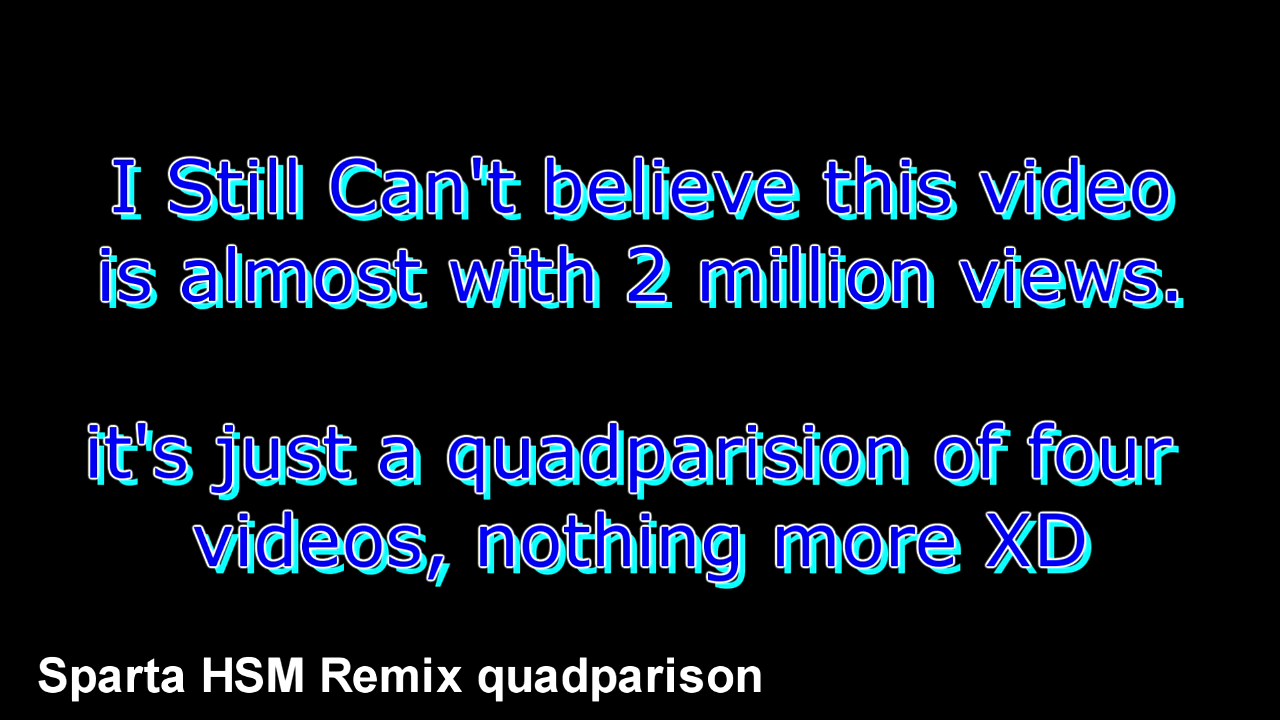 I Still Can't believe this video
is almost with 2 million views.
it's just a quadparision of four
videos, nothing more XD
Sparta HSM Remix quadparison